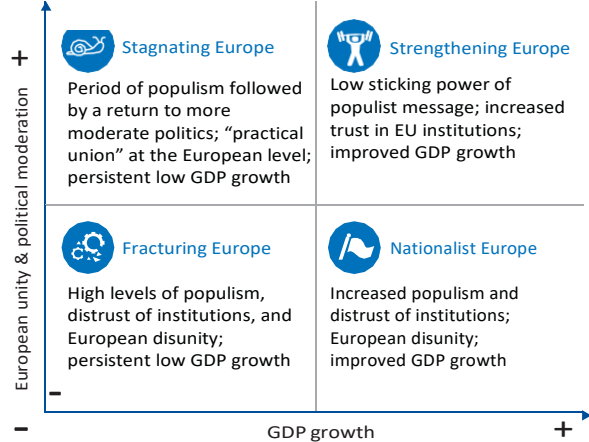 +
European unity & political moderation
–
Stagnating Europe
Period of populism followed
by a return to more
moderate politics; “practical
union” at the European level;
persistent low GDP growth
Strengthening Europe
Low sticking power of
populist message; increased
trust in EU institutions;
improved GDP growth
Fracturing Europe
High levels of populism,
distrust of institutions, and
European disunity;
persistent low GDP growth
Nationalist Europe
Increased populism and
distrust of institutions;
European disunity;
improved GDP growth
–
GDP growth
+